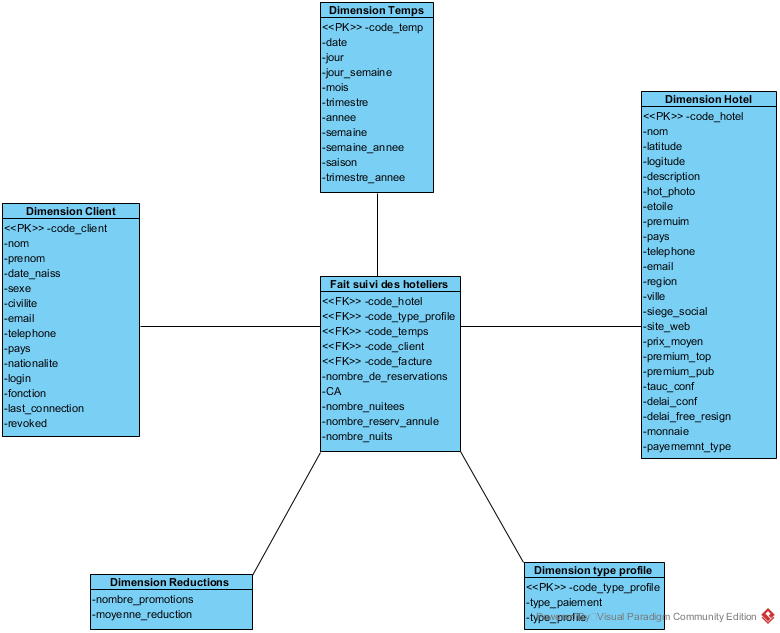 Dimension Temps
<<PK>> -code_temp
-date
-jour
-jour_semaine
-mois
-trimestre
-annee
-semaine
-semaine_annee
-saison
-trimestre_annee
Dimension Hotel
<<PK>> -code_hotel
-nom
-latitude
-logitude
-description
-hot_photo
-etoile
-premuim
-pays
-telephone
-email
-region
-ville
-siege_social
-site_web
-prix_moyen
-premium_top
-premium_pub
-tauc_conf
-delai_conf
-delai_free_resign
-monnaie
-payememnt_type
Dimension Client
<<PK>> -code_client
-nom
-prenom
-date_naiss
-sexe
-civilite
-email
-telephone
-pays
-nationalite
-login
-fonction
-last_connection
-revoked
Fait suivi des hoteliers
<<FK>> -code_hotel
<<FK>> -code_type_profile
<<FK>> -code_temps
<<FK>> -code_client
<<FK>> -code_facture
-nombre_de_reservations
-CA
-nombre_nuitees
-nombre_reserv_annule
-nombre_nuits
Dimension Reductions
-nombre_promotions
-moyenne_reduction
Dimension type profile
<<PK>> -code_type_profile
-type_paiement
-type_profile
Visual Paradigm Community Edition